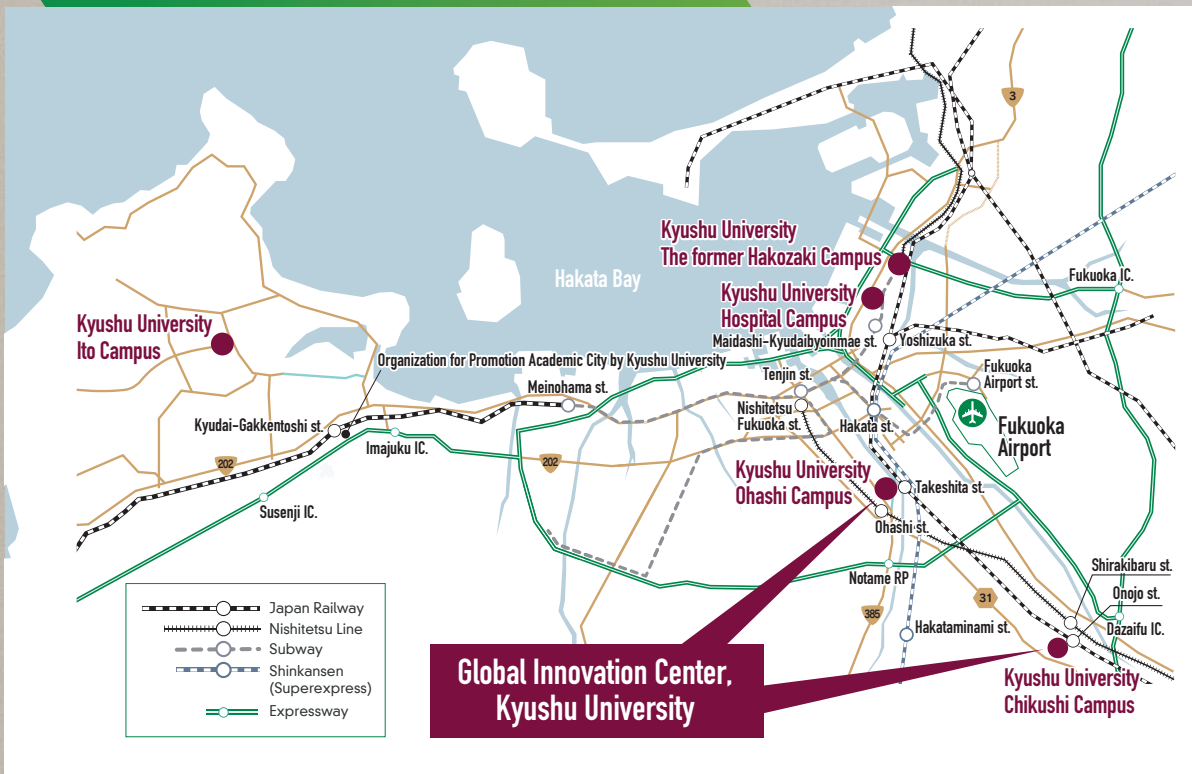 3
Kyushu University
The former Hakozaki Campus
Hakata Bay
Fukuoka IC.
Kyushu University
Hospital Campus
Kyushu University
Ito Campus
Maidashi-Kyudaibyoinmae st.
Yoshizuka st.
Organization for Promotion Academic City by Kyushu University
Fukuoka
Airport st.
Tenjin st.
Meinohama st.
Nishitetsu
Fukuoka st.
Hakata st.
Fukuoka
Airport
Kyudai-Gakkentoshi st.
Imajuku IC.
202
202
Kyushu University
Ohashi Campus
Takeshita st.
Susenji IC.
Ohashi st.
Notame RP
Shirakibaru st.
Onojo st.
31
385
Hakataminami st.
Dazaifu IC.
Japan Railway
Nishitetsu Line
Subway
Shinkansen
(Superexpress)
Expressway
Global Innovation Center,
Kyushu University
Kyushu University
Chikushi Campus